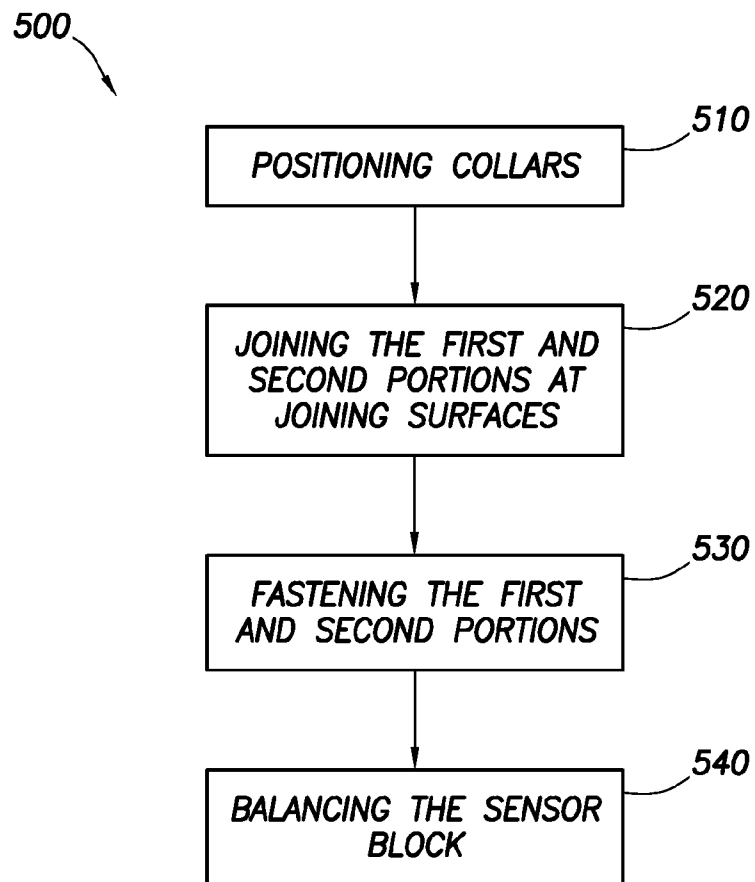 500
510
POSITIONING COLLARS
520
JOINING THE FIRST AND
SECOND PORTIONS AT
JOINING SURFACES
530
FASTENING THE FIRST
AND SECOND PORTIONS
540
BALANCING THE SENSOR
BLOCK